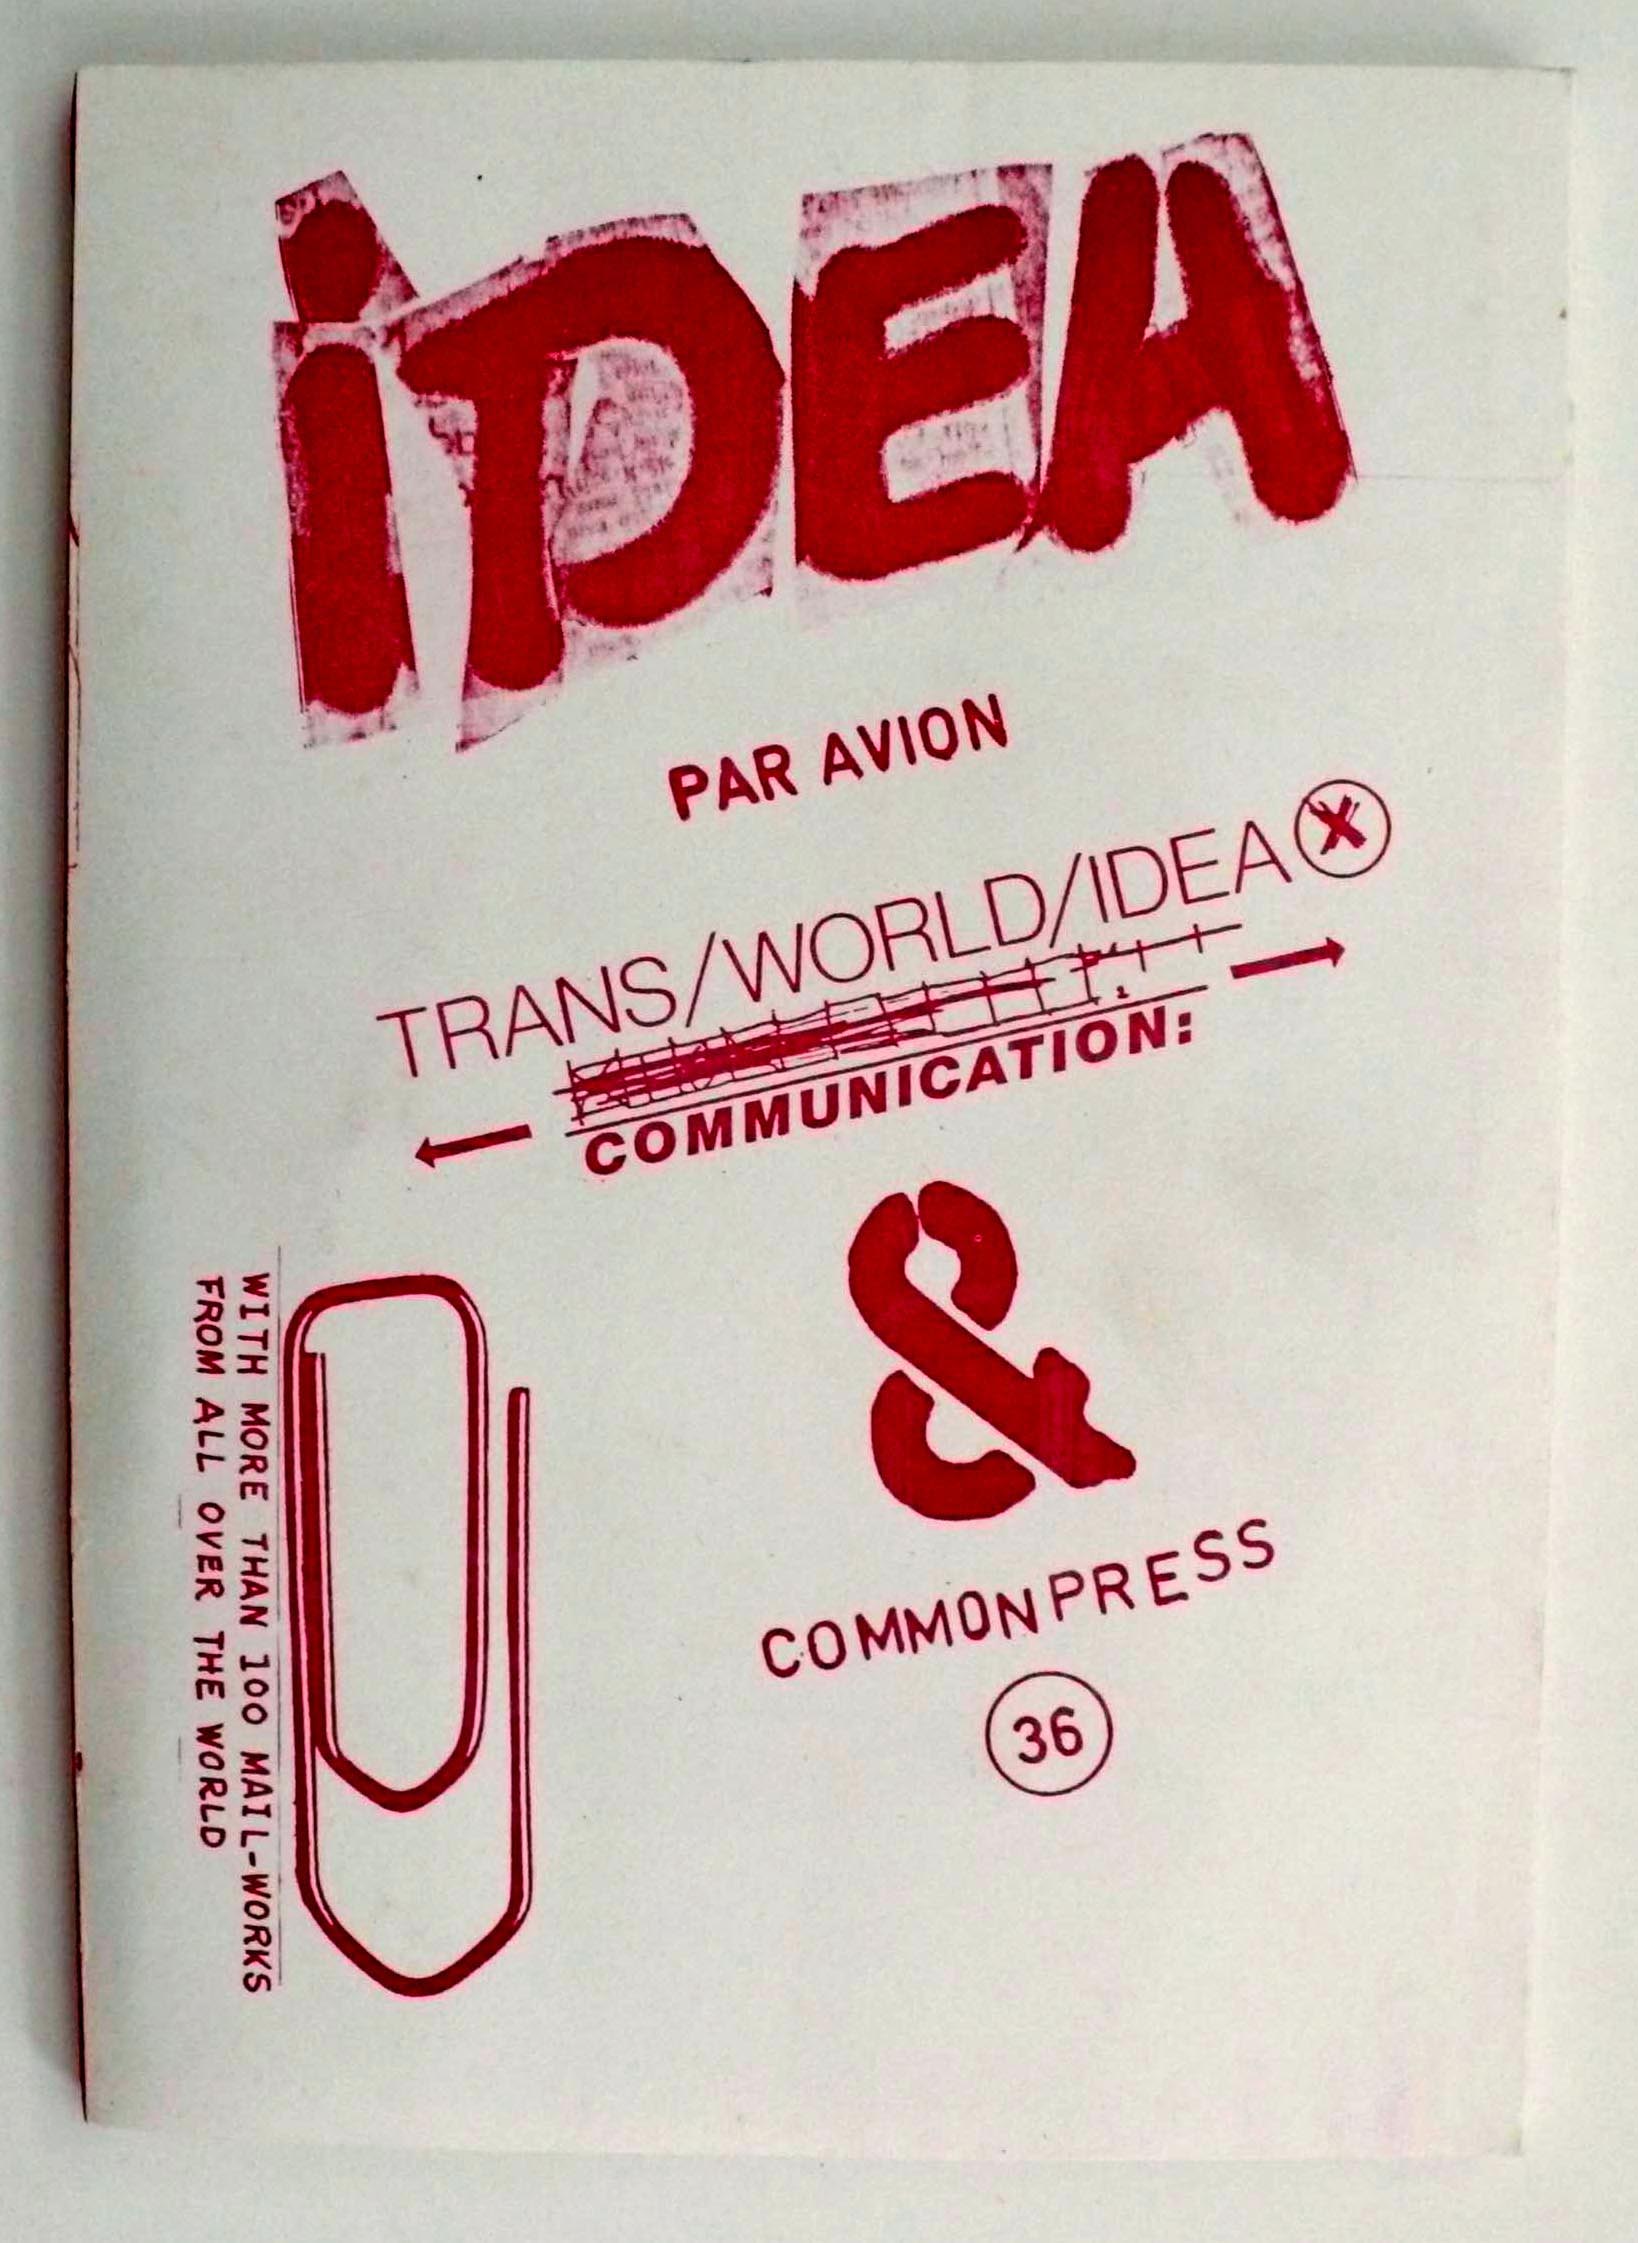 iDEA
PAR AVION
TRANS/WORLD/IDEA X
COMMUNICATION:
&
COMMONPRESS
36
WITH MORE THAN 100 MAIL-WORKS
FROM ALL OVER THE WORLD